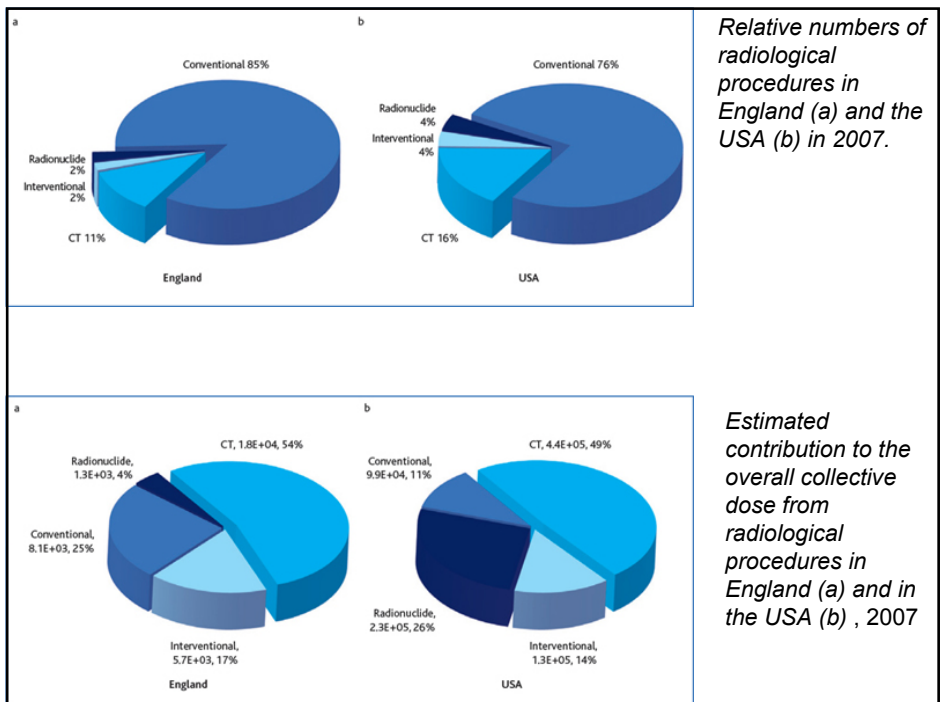 a
b
Conventional 85%
Conventional 76%
Radionuclide
2%
Interventional
2%
CT 11%
England
Radionuclide
4%
Interventional
4%
CT 16%
USA
Relative numbers of
radiological
procedures in
England (a) and the
USA (b) in 2007.
a
b
CT, 1.8E+04, 54%
Radionuclide,
1.3E+03, 4%
Conventional,
8.1E+03, 25%
Interventional,
5.7E+03, 17%
England
CT, 4.4E+05, 49%
Conventional,
9.9E+04, 11%
Radionuclide,
2.3E+05, 26%
Interventional,
1.3E+05, 14%
USA
Estimated
contribution to the
overall collective
dose from
radiological
procedures in
England (a) and in
the USA (b) , 2007